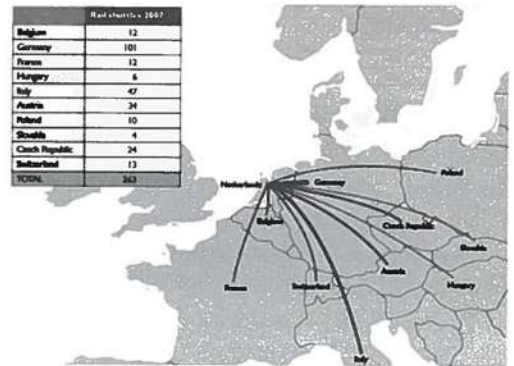 Rail shuttles 2007
Belgium 12
Germany 101
France 12
Hungary 6
Italy 47
Austria 34
Poland 10
Slovakia 4
Czech Republic 24
Switzerland 13
TOTAL 263
Poland
Netherlands Germany
Belgium
Czech Republic
Slovakia
Austria
France Switzerland Hungary
Italy